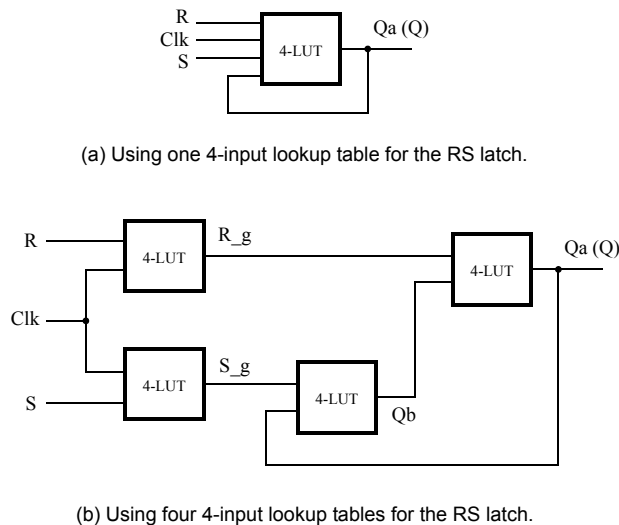 R
Clk
S
4-LUT
Qa (Q)
(a) Using one 4-input lookup table for the RS latch.
R
Clk
S
4-LUT
R_g
4-LUT
S_g
4-LUT
Qb
4-LUT
Qa (Q)
(b) Using four 4-input lookup tables for the RS latch.